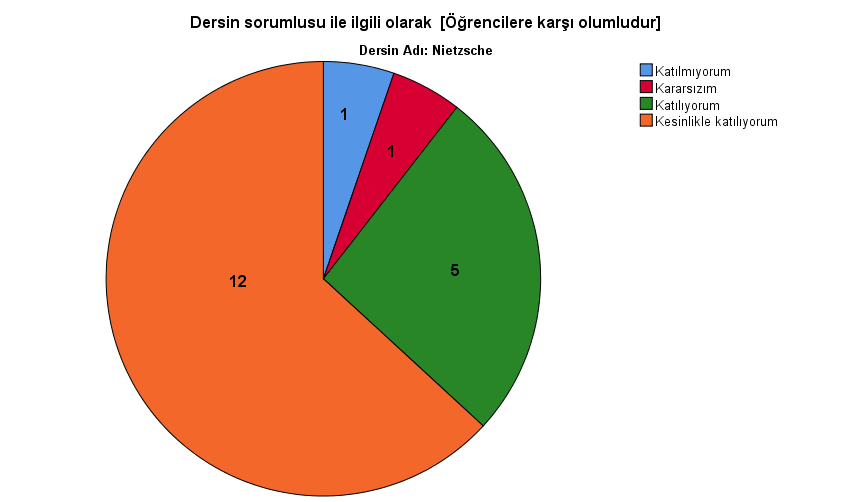 Dersin sorumlusu ile ilgili olarak  [Öğrencilere karşı olumludur]
Dersin Adı: Nietzsche
Katılmıyorum
Kararsızım
Katılıyorum
Kesinlikle katılıyorum
1
1
5
12